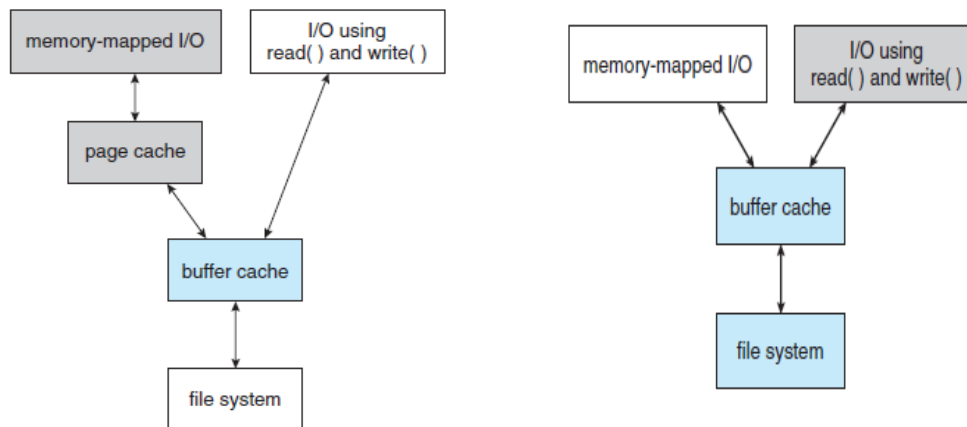 memory-mapped I/O
I/O using
read( ) and write( )
page cache
buffer cache
file system
memory-mapped I/O
I/O using
read( ) and write( )
buffer cache
file system